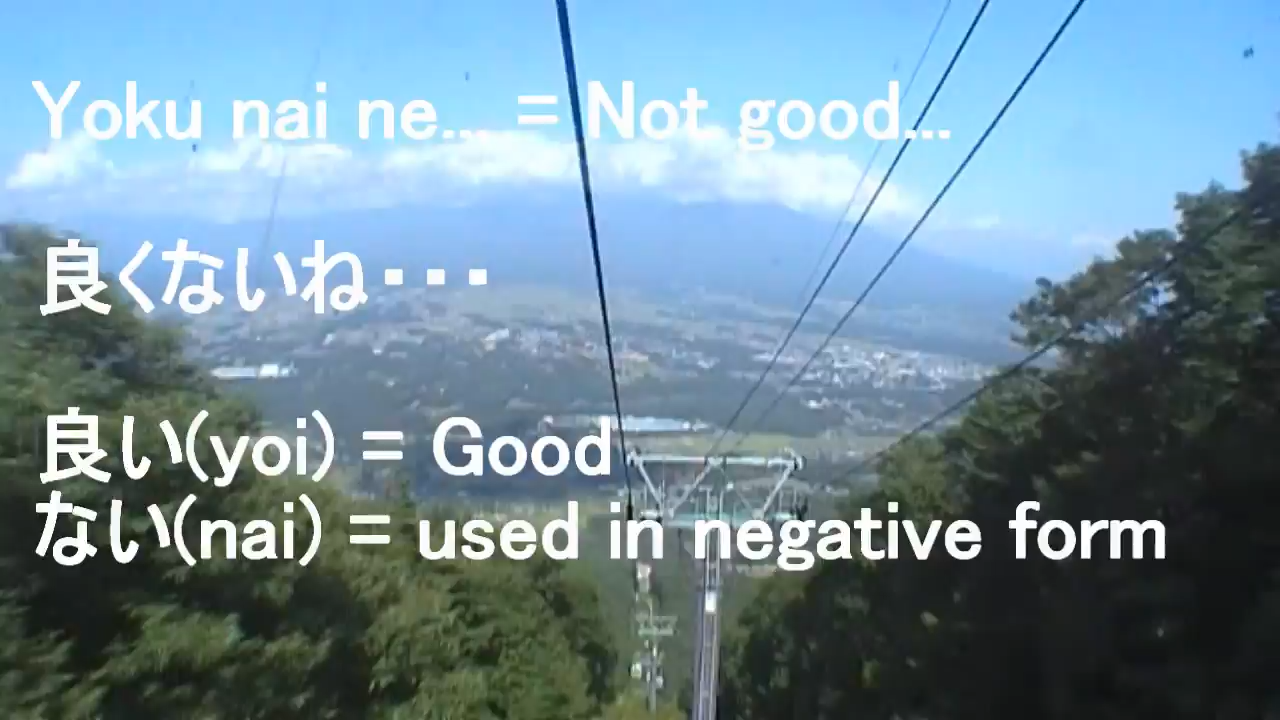 Yoku nai ne... = Not good...
良くないね・・・
良い(yoi) = Good
ない(nai) = used in negative form